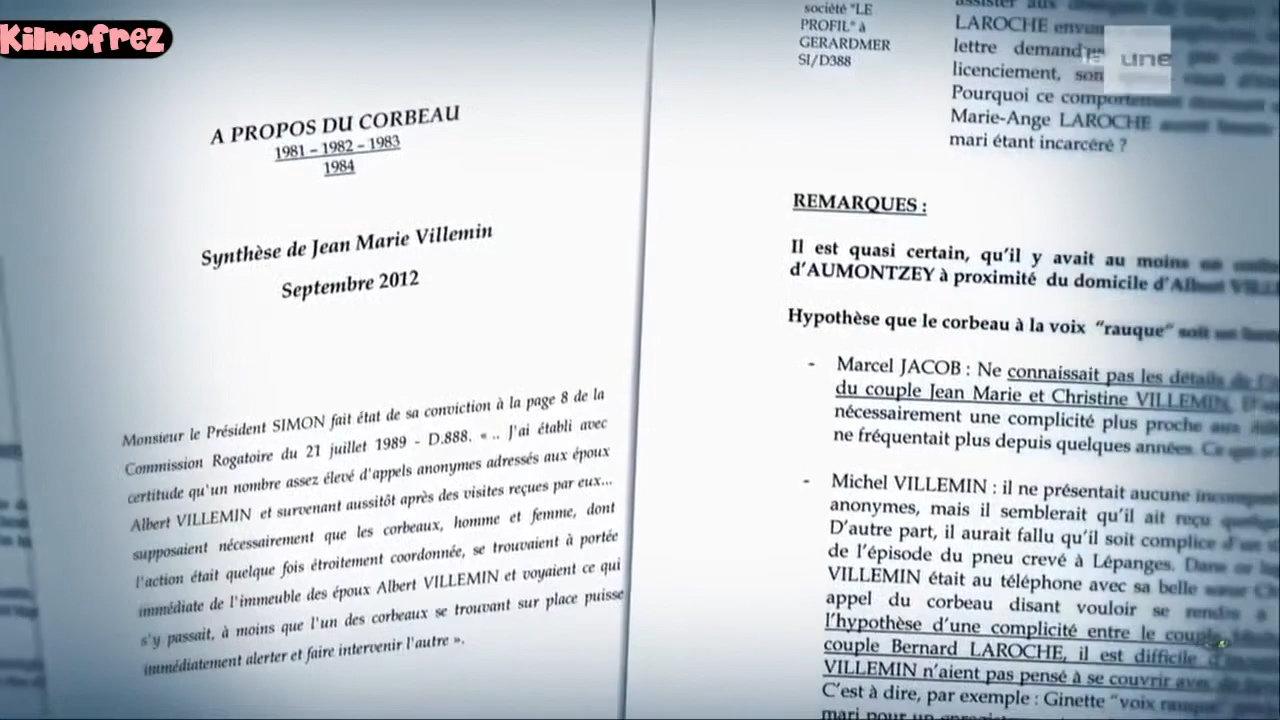 Kilmofrez
une
A PROPOS DU CORBEAU
1981 – 1982 – 1983
1984
Synthèse de Jean Marie Villemin
Septembre 2012
Monsieur le Président SIMON fait état de sa conviction à la page 8 de la
Commission Rogatoire du 21 juillet 1989 - D.888. « .. J'ai établi avec
certitude qu'un nombre assez élevé d'appels anonymes adressés aux époux
Albert VILLEMIN et survenant aussitôt après des visites reçues par eux...
supposaient nécessairement que les corbeaux, homme et femme, dont
l'action était quelque fois étroitement coordonnée, se trouvaient à portée
immédiate de l'immeuble des époux Albert VILLEMIN et voyaient ce qui
s'y passait, à moins que l'un des corbeaux se trouvant sur place puisse
immédiatement alerter et faire intervenir l'autre ».
société "LE
PROFIL" à
GERARDMER
SI/D388
LAROCHE
lettre
licenciement,
Pourquoi ce comportement
Marie-Ange LAROCHE
mari étant incarcéré ?
REMARQUES :
Il est quasi certain, qu'il y avait au moins un
d'AUMONTZEY à proximité du domicile d'Albert
Hypothèse que le corbeau à la voix "rauque" soit un
- Marcel JACOB : Ne connaissait pas les détails de
du couple Jean Marie et Christine VILLEMIN.
nécessairement une complicité plus proche
ne fréquentait plus depuis quelques années. Ce
- Michel VILLEMIN : il ne présentait aucune
anonymes, mais il semblerait qu'il ait reçu
D'autre part, il aurait fallu qu'il soit complice
de l'épisode du pneu crevé à Lépanges.
VILLEMIN était au téléphone avec sa belle
appel du corbeau disant vouloir se rendre
l'hypothèse d'une complicité entre le couple
couple Bernard LAROCHE, il est difficile
VILLEMIN n'aient pas pensé à se couvrir
C'est à dire, par exemple : Ginette "voix rauque"
mari pour un